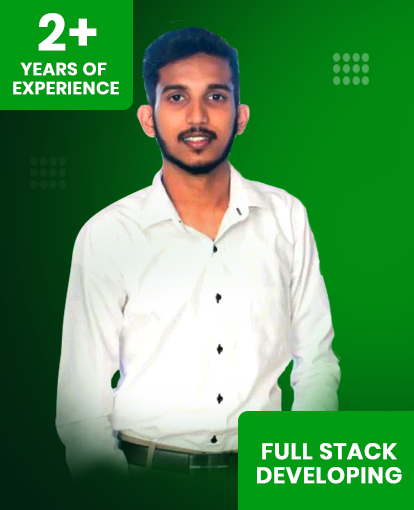 2+
YEARS OF
EXPERIENCE
FULL STACK
DEVELOPING